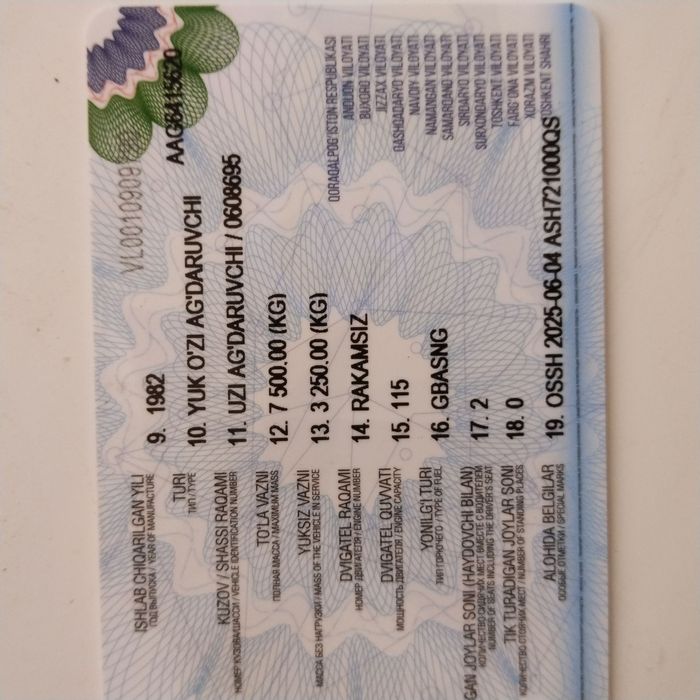 AAG6415620
ISHLAB CHIQARILGAN YILI 9. 1982
ГОД ВЫПУСКА / YEAR OF MANUFACTURE
TURI 10. YUK O'ZI AG'DARUVCHI
ТИП / TYPE
KUZOV / SHASSI RAQAMI 11. UZI AG'DARUVCHI / 0608695
НОМЕР КУЗОВА/ШАССИ / VEHICLE IDENTIFICATION NUMBER
TO'LA VAZNI 12. 7 500.00 (KG)
ПОЛНАЯ МАССА / MAXIMUM MASS
YUKSIZ VAZNI 13. 3 250.00 (KG)
МАССА БЕЗ НАГРУЗКИ / MASS OF THE VEHICLE IN SERVICE
DVIGATEL RAQAMI 14. RAKAMSIZ
НОМЕР ДВИГАТЕЛЯ / ENGINE NUMBER
DVIGATEL QUVVATI 15. 115
МОЩНОСТЬ ДВИГАТЕЛЯ / ENGINE CAPACITY
YONILG'I TURI 16. GBASNG
ТИП ГОРЮЧЕГО / TYPE OF FUEL
GAN JOYLAR SONI (HAYDOVCHI BILAN) 17. 2
КОЛИЧЕСТВО СИДЯЧИХ МЕСТ ВМЕСТЕ С ВОДИТЕЛЕМ
NUMBER OF SEATS INCLUDING THE DRIVER'S SEAT
TIK TURADIGAN JOYLAR SONI 18. 0
КОЛИЧЕСТВО СТОЯЧИХ МЕСТ / NUMBER OF STANDING PLACES
ALOHIDA BELGILAR 19. OSSH 2025-06-04 ASH721000QS
ОСОБЫЕ ОТМЕТКИ / SPECIAL MARKS
QORAQALPOG'ISTON RESPUBLIKASI
ANDIJON VILOYATI
BUXORO VILOYATI
JIZZAX VILOYATI
QASHQADARYO VILOYATI
NAVOIY VILOYATI
NAMANGAN VILOYATI
SAMARQAND VILOYATI
SIRDARYO VILOYATI
SURXONDARYO VILOYATI
TOSHKENT VILOYATI
FARG'ONA VILOYATI
XORAZM VILOYATI
TOSHKENT SHAHRI